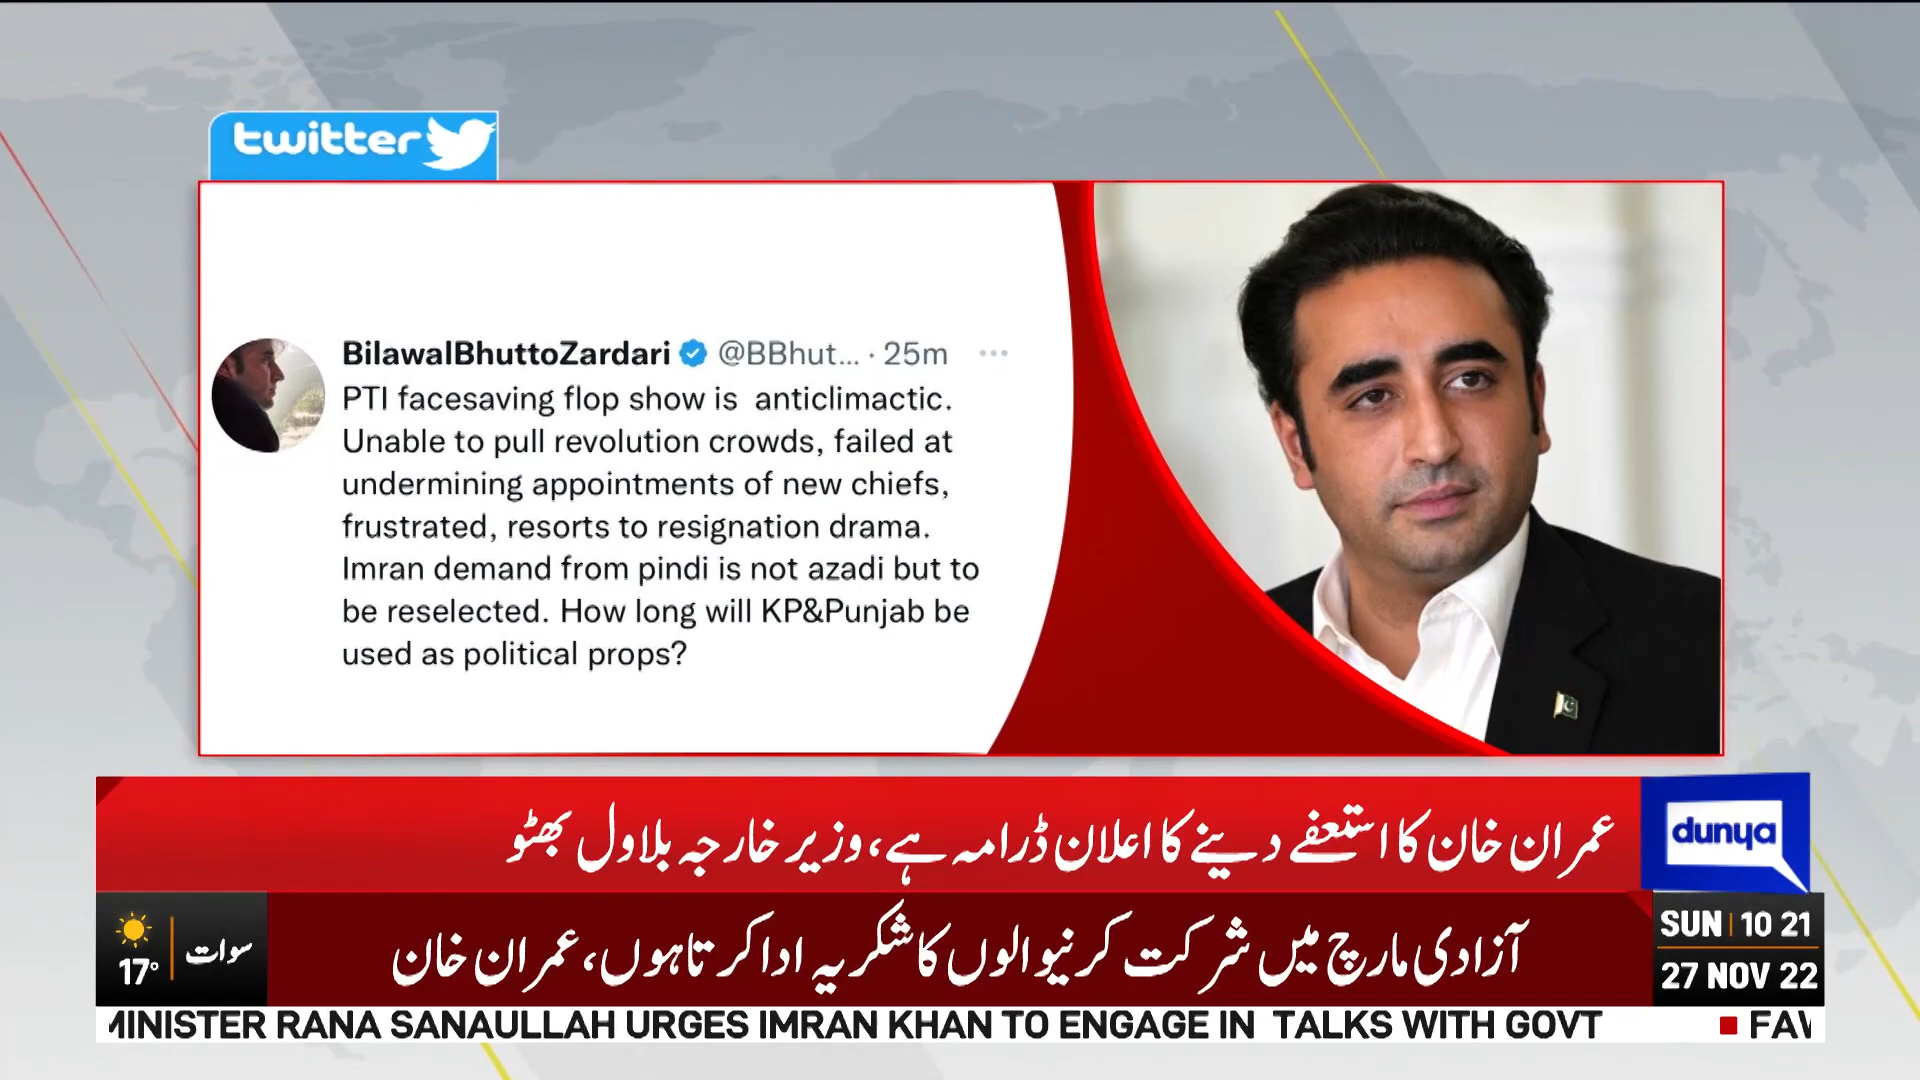 twitter
BilawalBhuttoZardari @BBhut... · 25m ...
PTI facesaving flop show is anticlimactic.
Unable to pull revolution crowds, failed at
undermining appointments of new chiefs,
frustrated, resorts to resignation drama.
Imran demand from pindi is not azadi but to
be reselected. How long will KP&Punjab be
used as political props?
عمران خان کا استعفے دینے کا اعلان ڈرامہ ہے، وزیر خارجہ بلاول بھٹو
dunya
آزادی مارچ میں شرکت کرنیوالوں کا شکریہ ادا کرتا ہوں، عمران خان
سوات
17°
SUN 10 21
27 NOV 22
MINISTER RANA SANAULLAH URGES IMRAN KHAN TO ENGAGE IN TALKS WITH GOVT